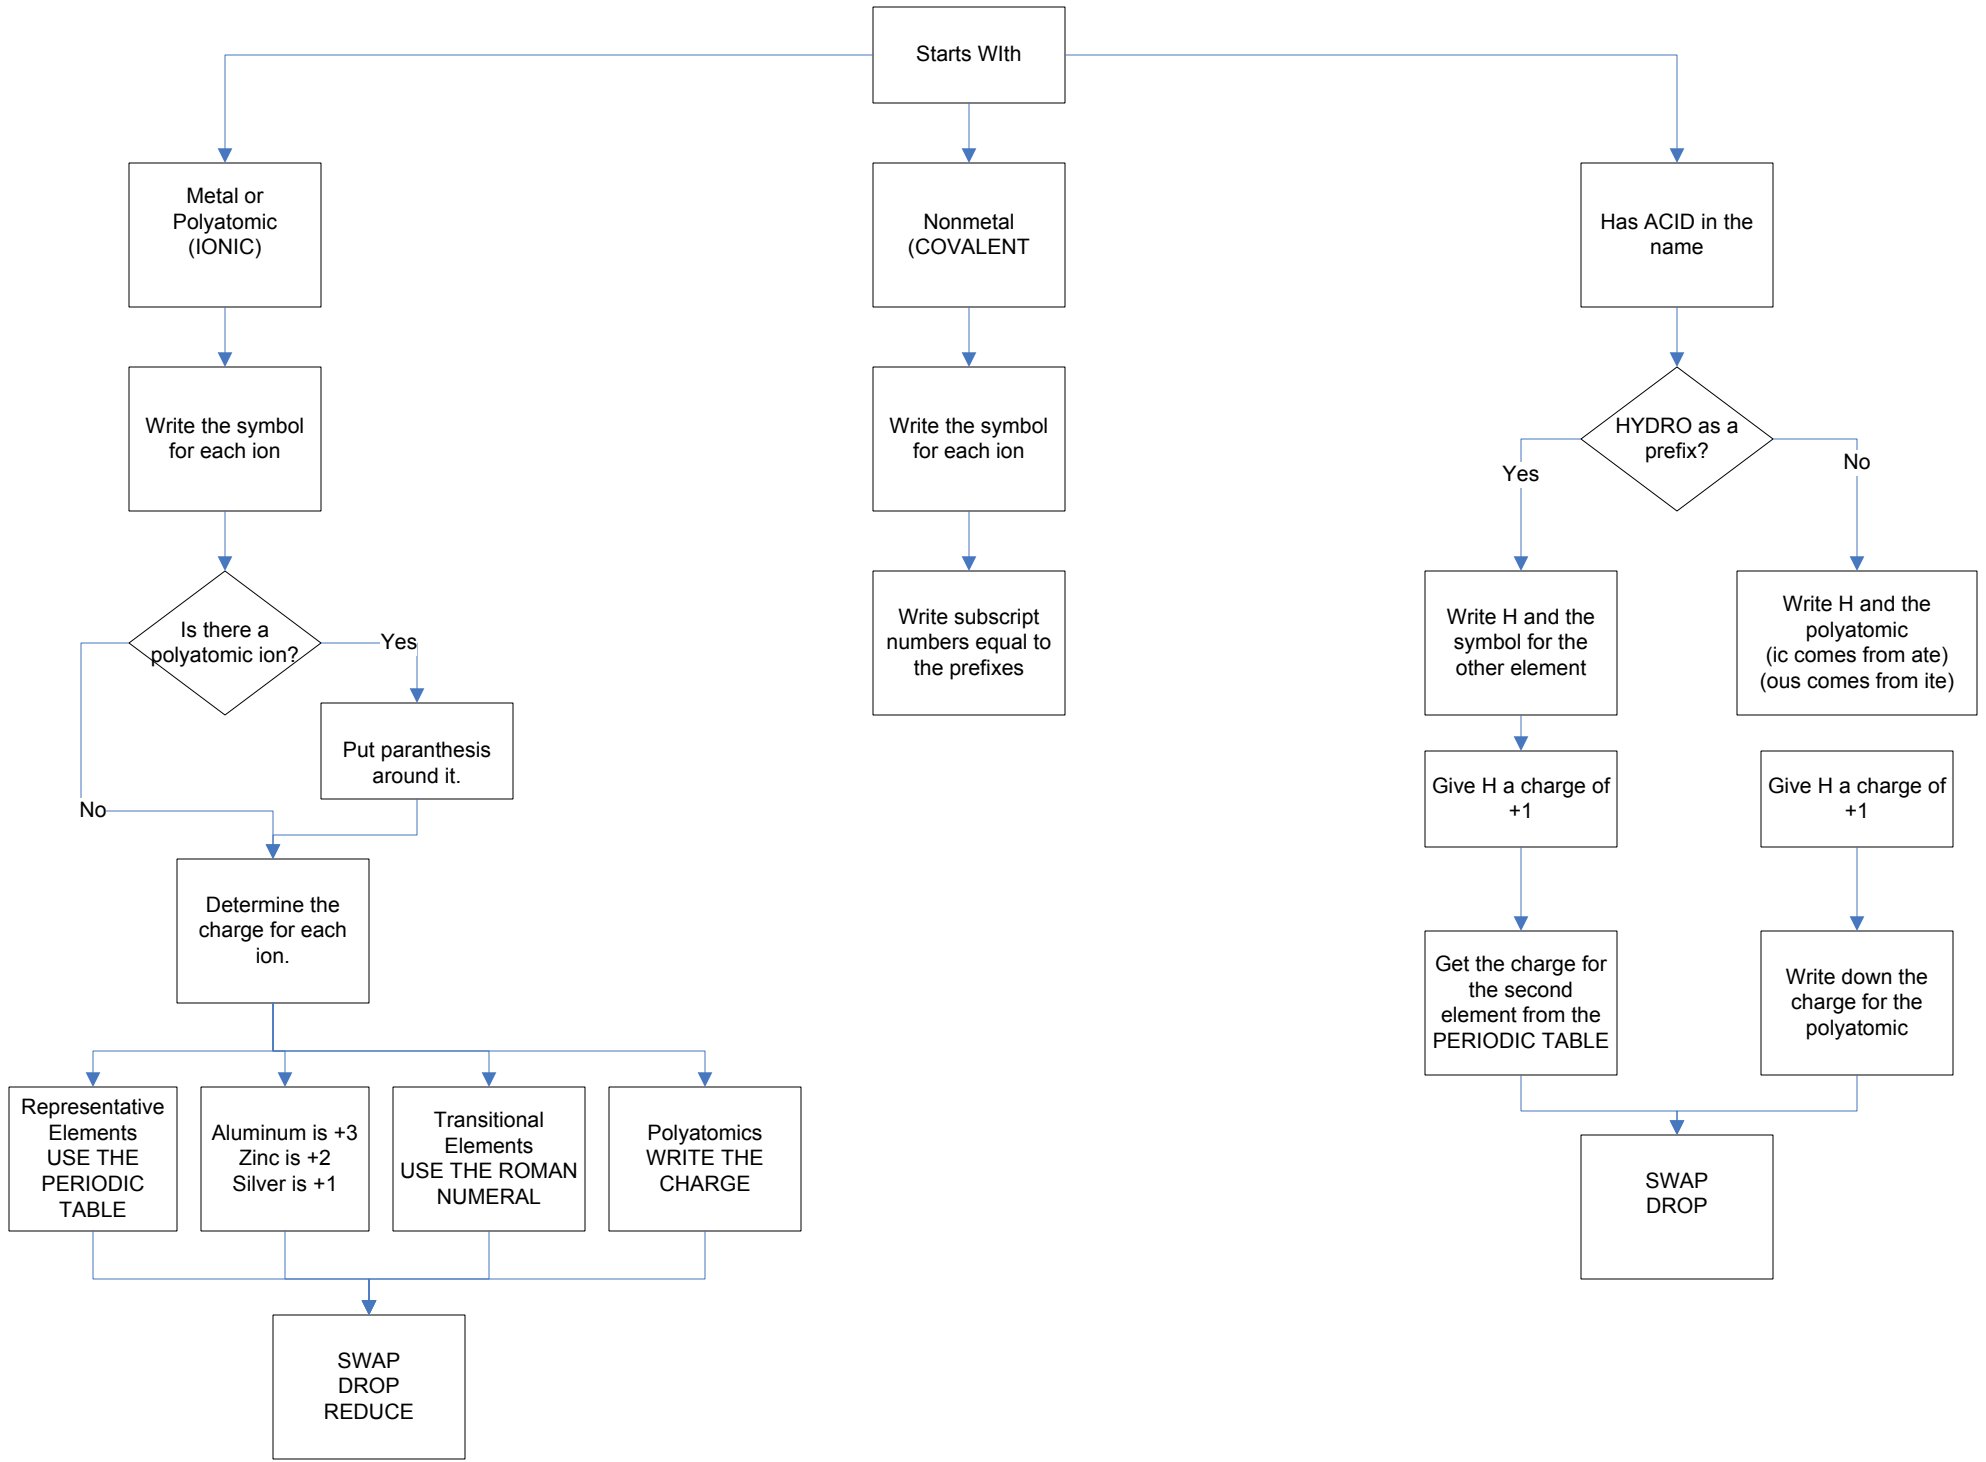 Starts WIth
Metal or
Polyatomic
(IONIC)
Nonmetal
(COVALENT
Has ACID in the
name
Write the symbol
for each ion
Write the symbol
for each ion
HYDRO as a
prefix?
Yes
No
Is there a
polyatomic ion?
Yes
No
Put paranthesis
around it.
Write subscript
numbers equal to
the prefixes
Write H and the
symbol for the
other element
Write H and the
polyatomic
(ic comes from ate)
(ous comes from ite)
Give H a charge of
+1
Give H a charge of
+1
Determine the
charge for each
ion.
Get the charge for
the second
element from the
PERIODIC TABLE
Write down the
charge for the
polyatomic
Representative
Elements
USE THE
PERIODIC
TABLE
Aluminum is +3
Zinc is +2
Silver is +1
Transitional
Elements
USE THE ROMAN
NUMERAL
Polyatomics
WRITE THE
CHARGE
SWAP
DROP
SWAP
DROP
REDUCE